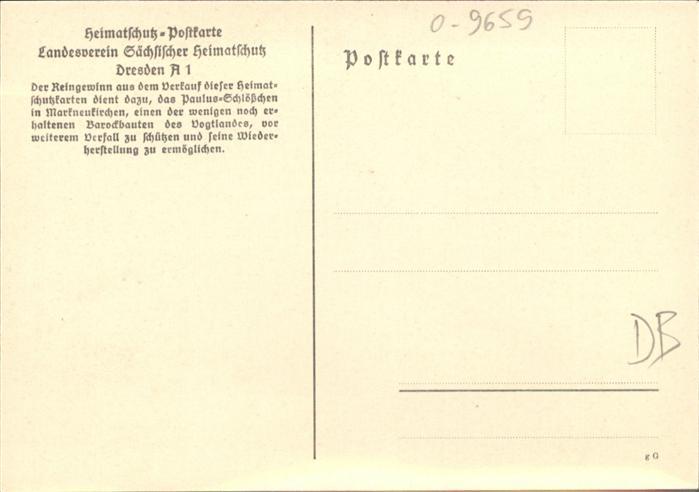 Heimatschutz-Postkarte
Landesverein Sächsischer Heimatschutz
Dresden A 1
Der Reingewinn aus dem Verkauf dieser Heimat-
schutzkarten dient dazu, das Paulus-Schlößchen
in Markneukirchen, einen der wenigen noch er-
haltenen Barockbauten des Vogtlandes, vor
weiterem Verfall zu schützen und seine Wieder-
herstellung zu ermöglichen.
0-9659
Postkarte
DB
g G